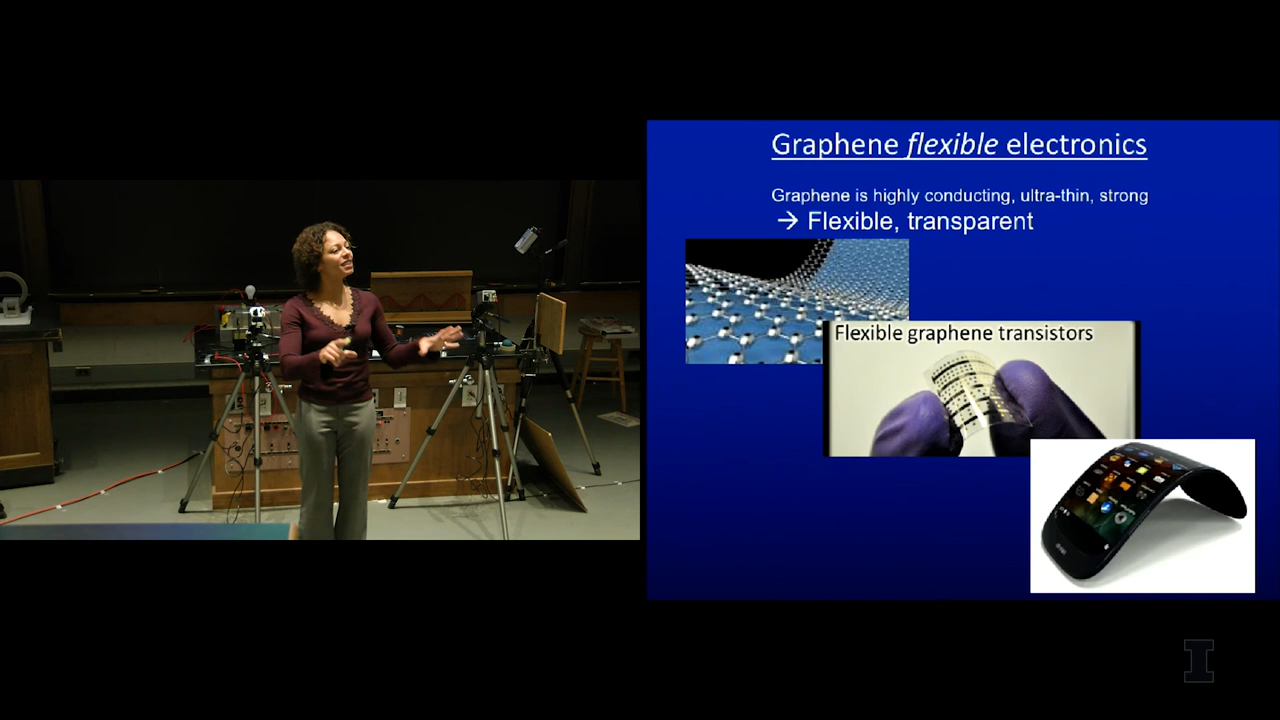 Graphene flexible electronics
Graphene is highly conducting, ultra-thin, strong
→ Flexible, transparent
Flexible graphene transistors
I